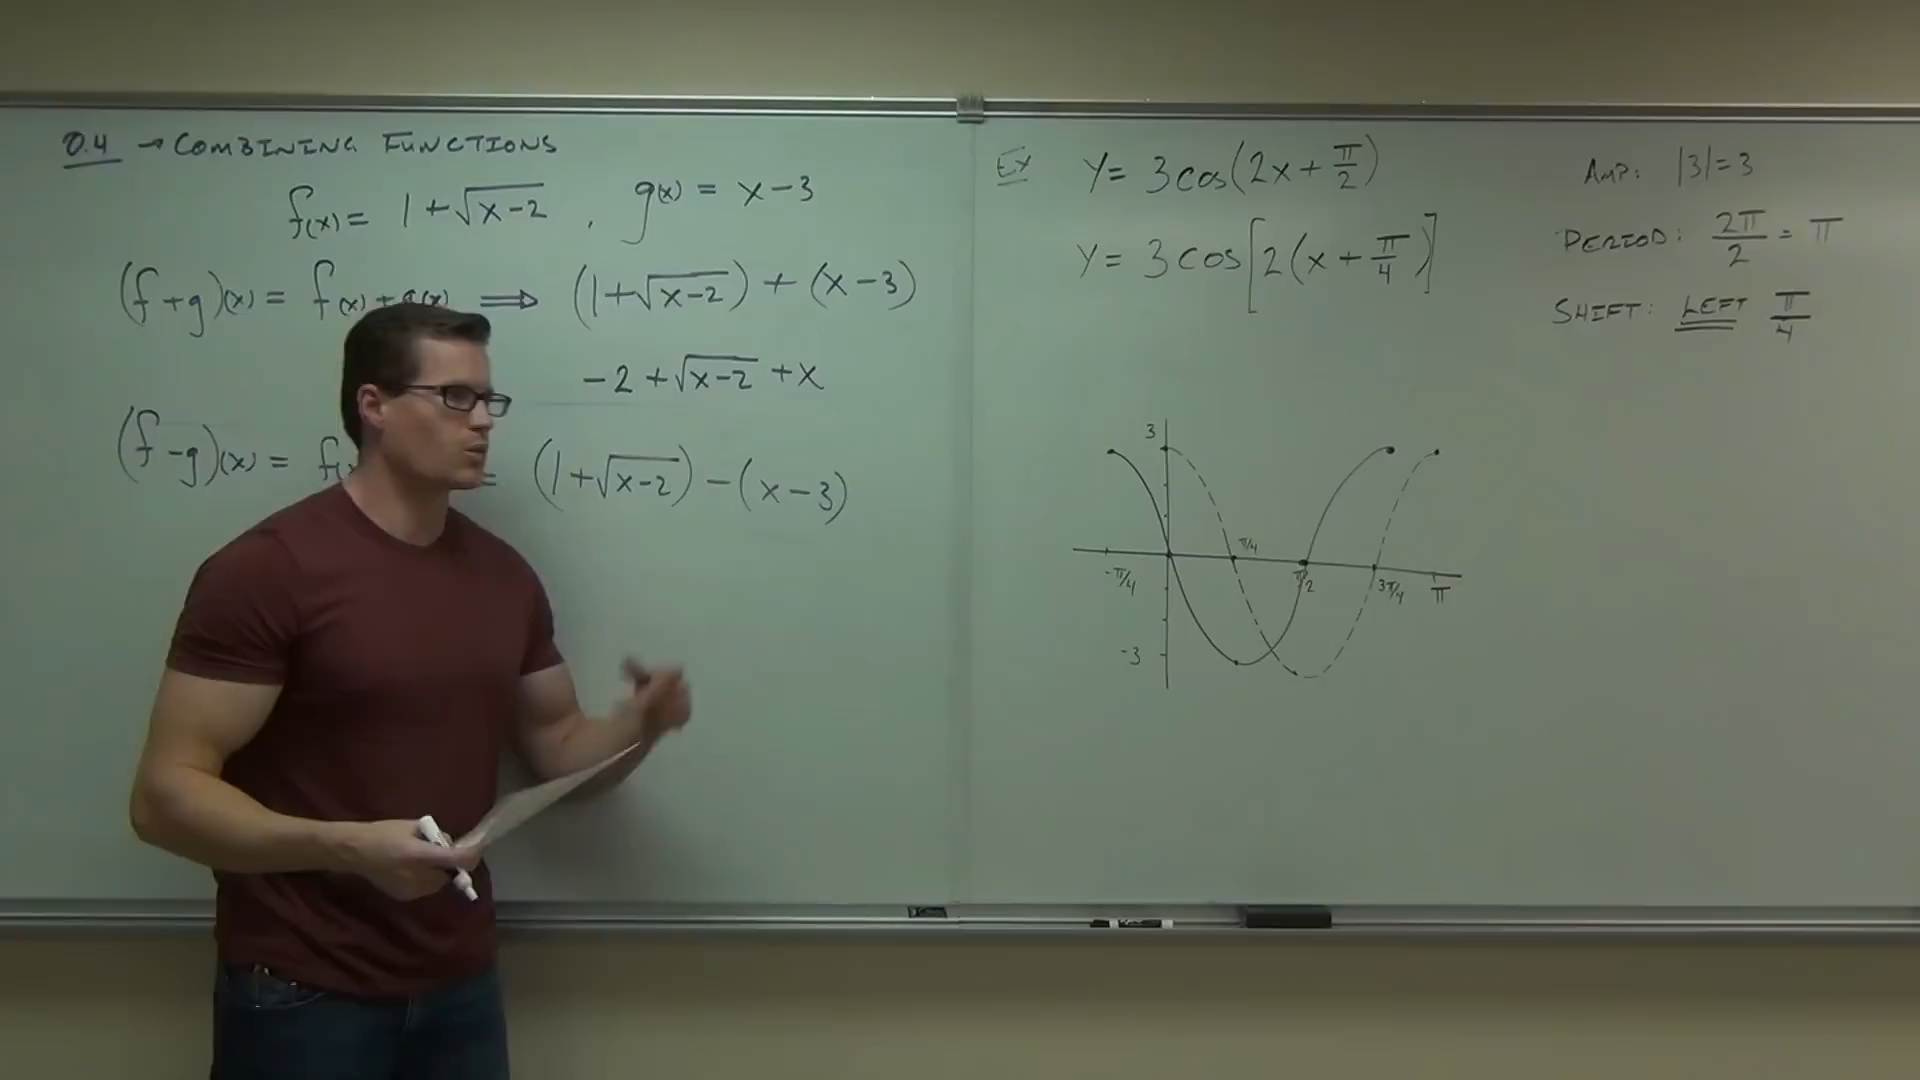 0.4 → COMBINING FUNCTIONS
f(x) = 1 + √(x-2) , g(x) = x - 3
(f + g)(x) = f(x) + g(x) ⟹ (1 + √(x-2)) + (x - 3)
-2 + √(x-2) + x
(f - g)(x) = f(x = (1 + √(x-2)) - (x - 3)
EX Y = 3cos(2x + π/2)
Y = 3cos[2(x + π/4)]
AMP: |3| = 3
PERIOD: 2π/2 = π
SHIFT: LEFT π/4
3
π/4
-π/4 π/2 3π/4 π
-3